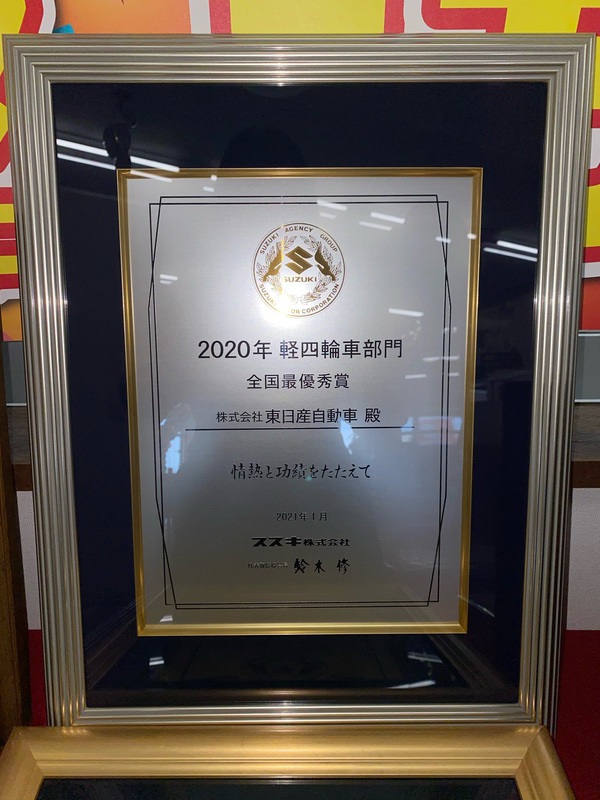 SUZUKI AGENCY GROUP
SUZUKI
2020年 軽四輪車部門
全国最優秀賞
株式会社 東日産自動車 殿
情熱と功績をたたえて
2021年1月
スズキ株式会社
鈴木 修